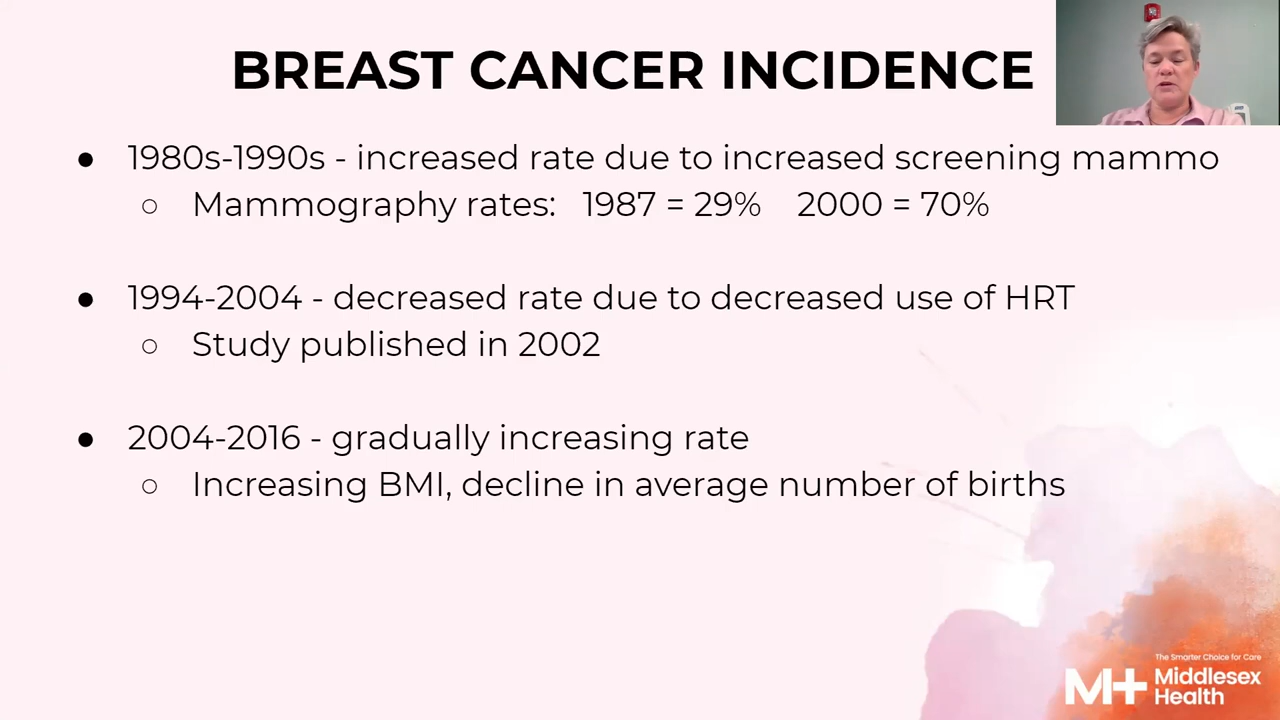 BREAST CANCER INCIDENCE
● 1980s-1990s - increased rate due to increased screening mammo
○ Mammography rates: 1987 = 29% 2000 = 70%
● 1994-2004 - decreased rate due to decreased use of HRT
○ Study published in 2002
● 2004-2016 - gradually increasing rate
○ Increasing BMI, decline in average number of births
The Smarter Choice for Care
M+ Middlesex
Health